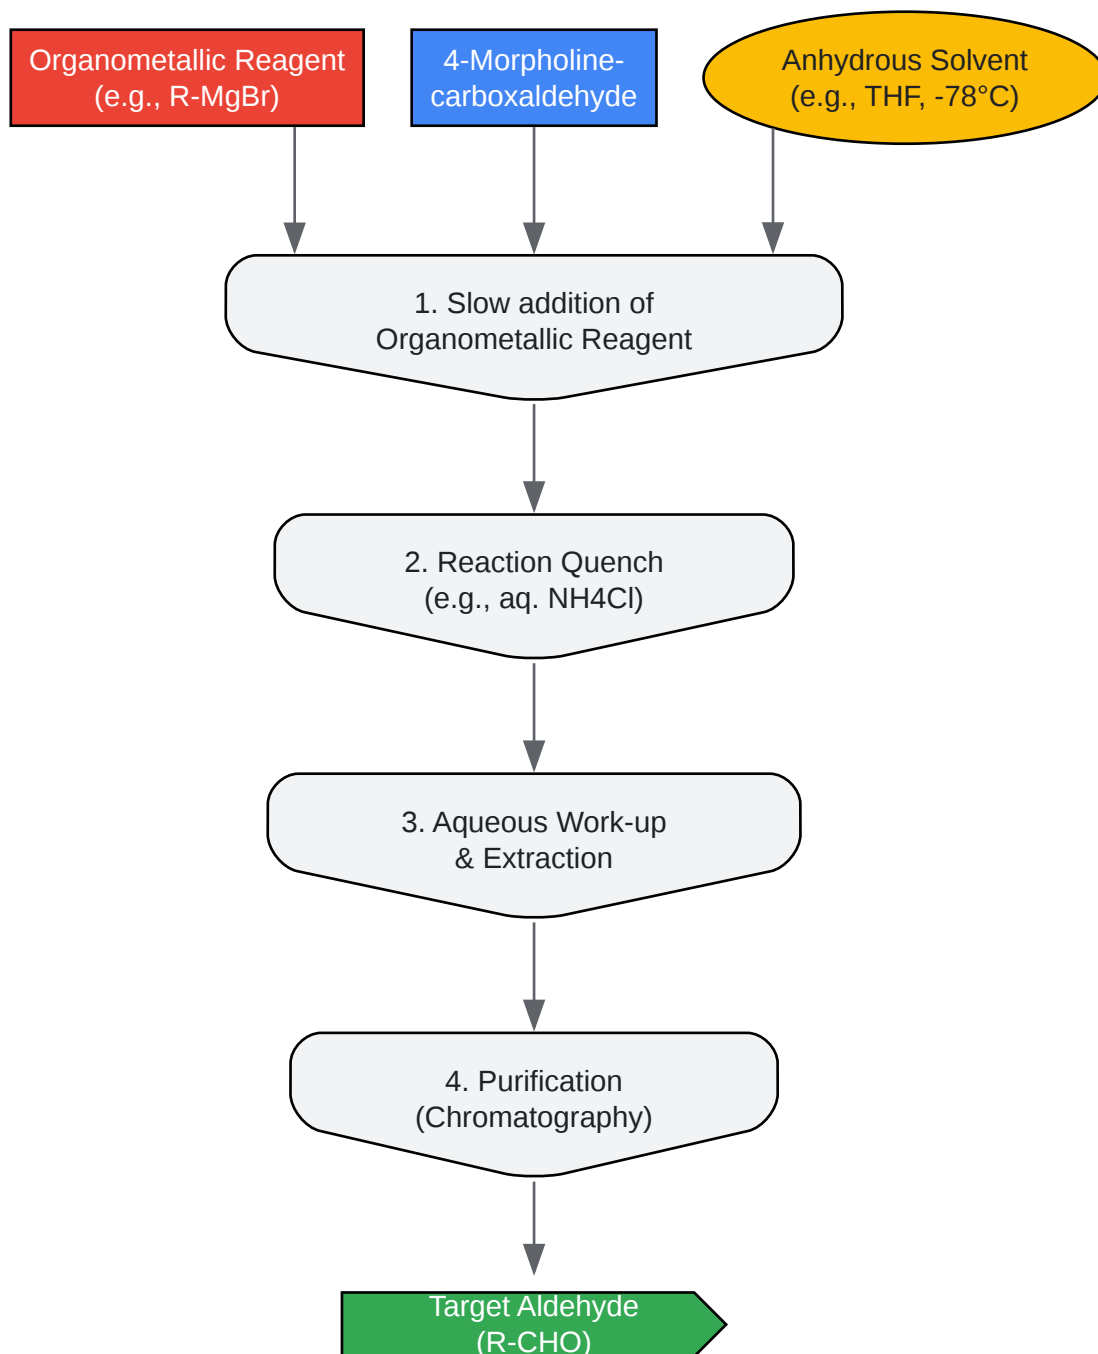 Organometallic Reagent
(e.g., R-MgBr)
4-Morpholine-
carboxaldehyde
Anhydrous Solvent
(e.g., THF, -78°C)
1. Slow addition of
Organometallic Reagent
2. Reaction Quench
(e.g., aq. NH4Cl)
3. Aqueous Work-up
& Extraction
4. Purification
(Chromatography)
Target Aldehyde
(R-CHO)